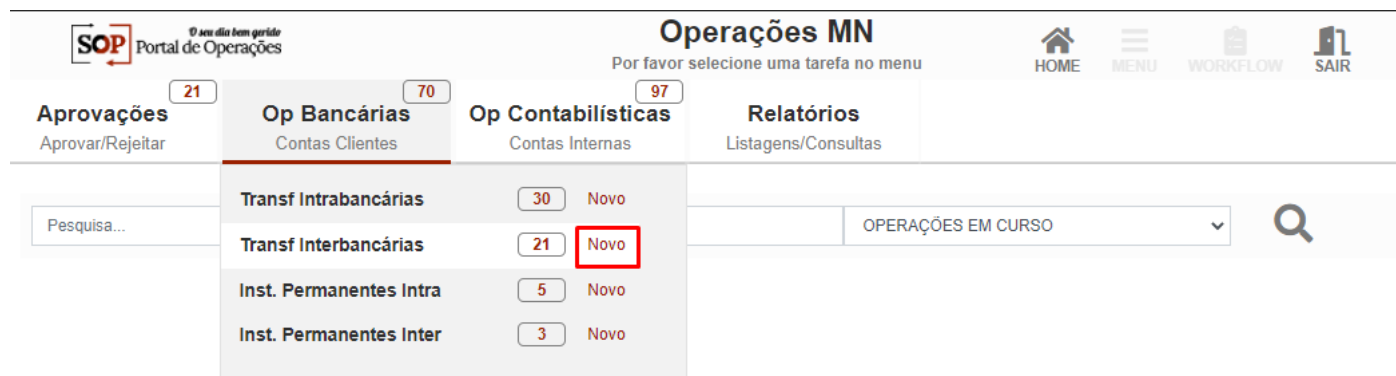 SOP
O seu dia bem gerido
Portal de Operações
Operações MN
Por favor selecione uma tarefa no menu
HOME
MENU
WORKFLOW
SAIR
21
Aprovações
Aprovar/Rejeitar
70
Op Bancárias
Contas Clientes
97
Op Contabilísticas
Contas Internas
Relatórios
Listagens/Consultas
Pesquisa...
OPERAÇÕES EM CURSO
Transf Intrabancárias 30 Novo
Transf Interbancárias 21 Novo
Inst. Permanentes Intra 5 Novo
Inst. Permanentes Inter 3 Novo